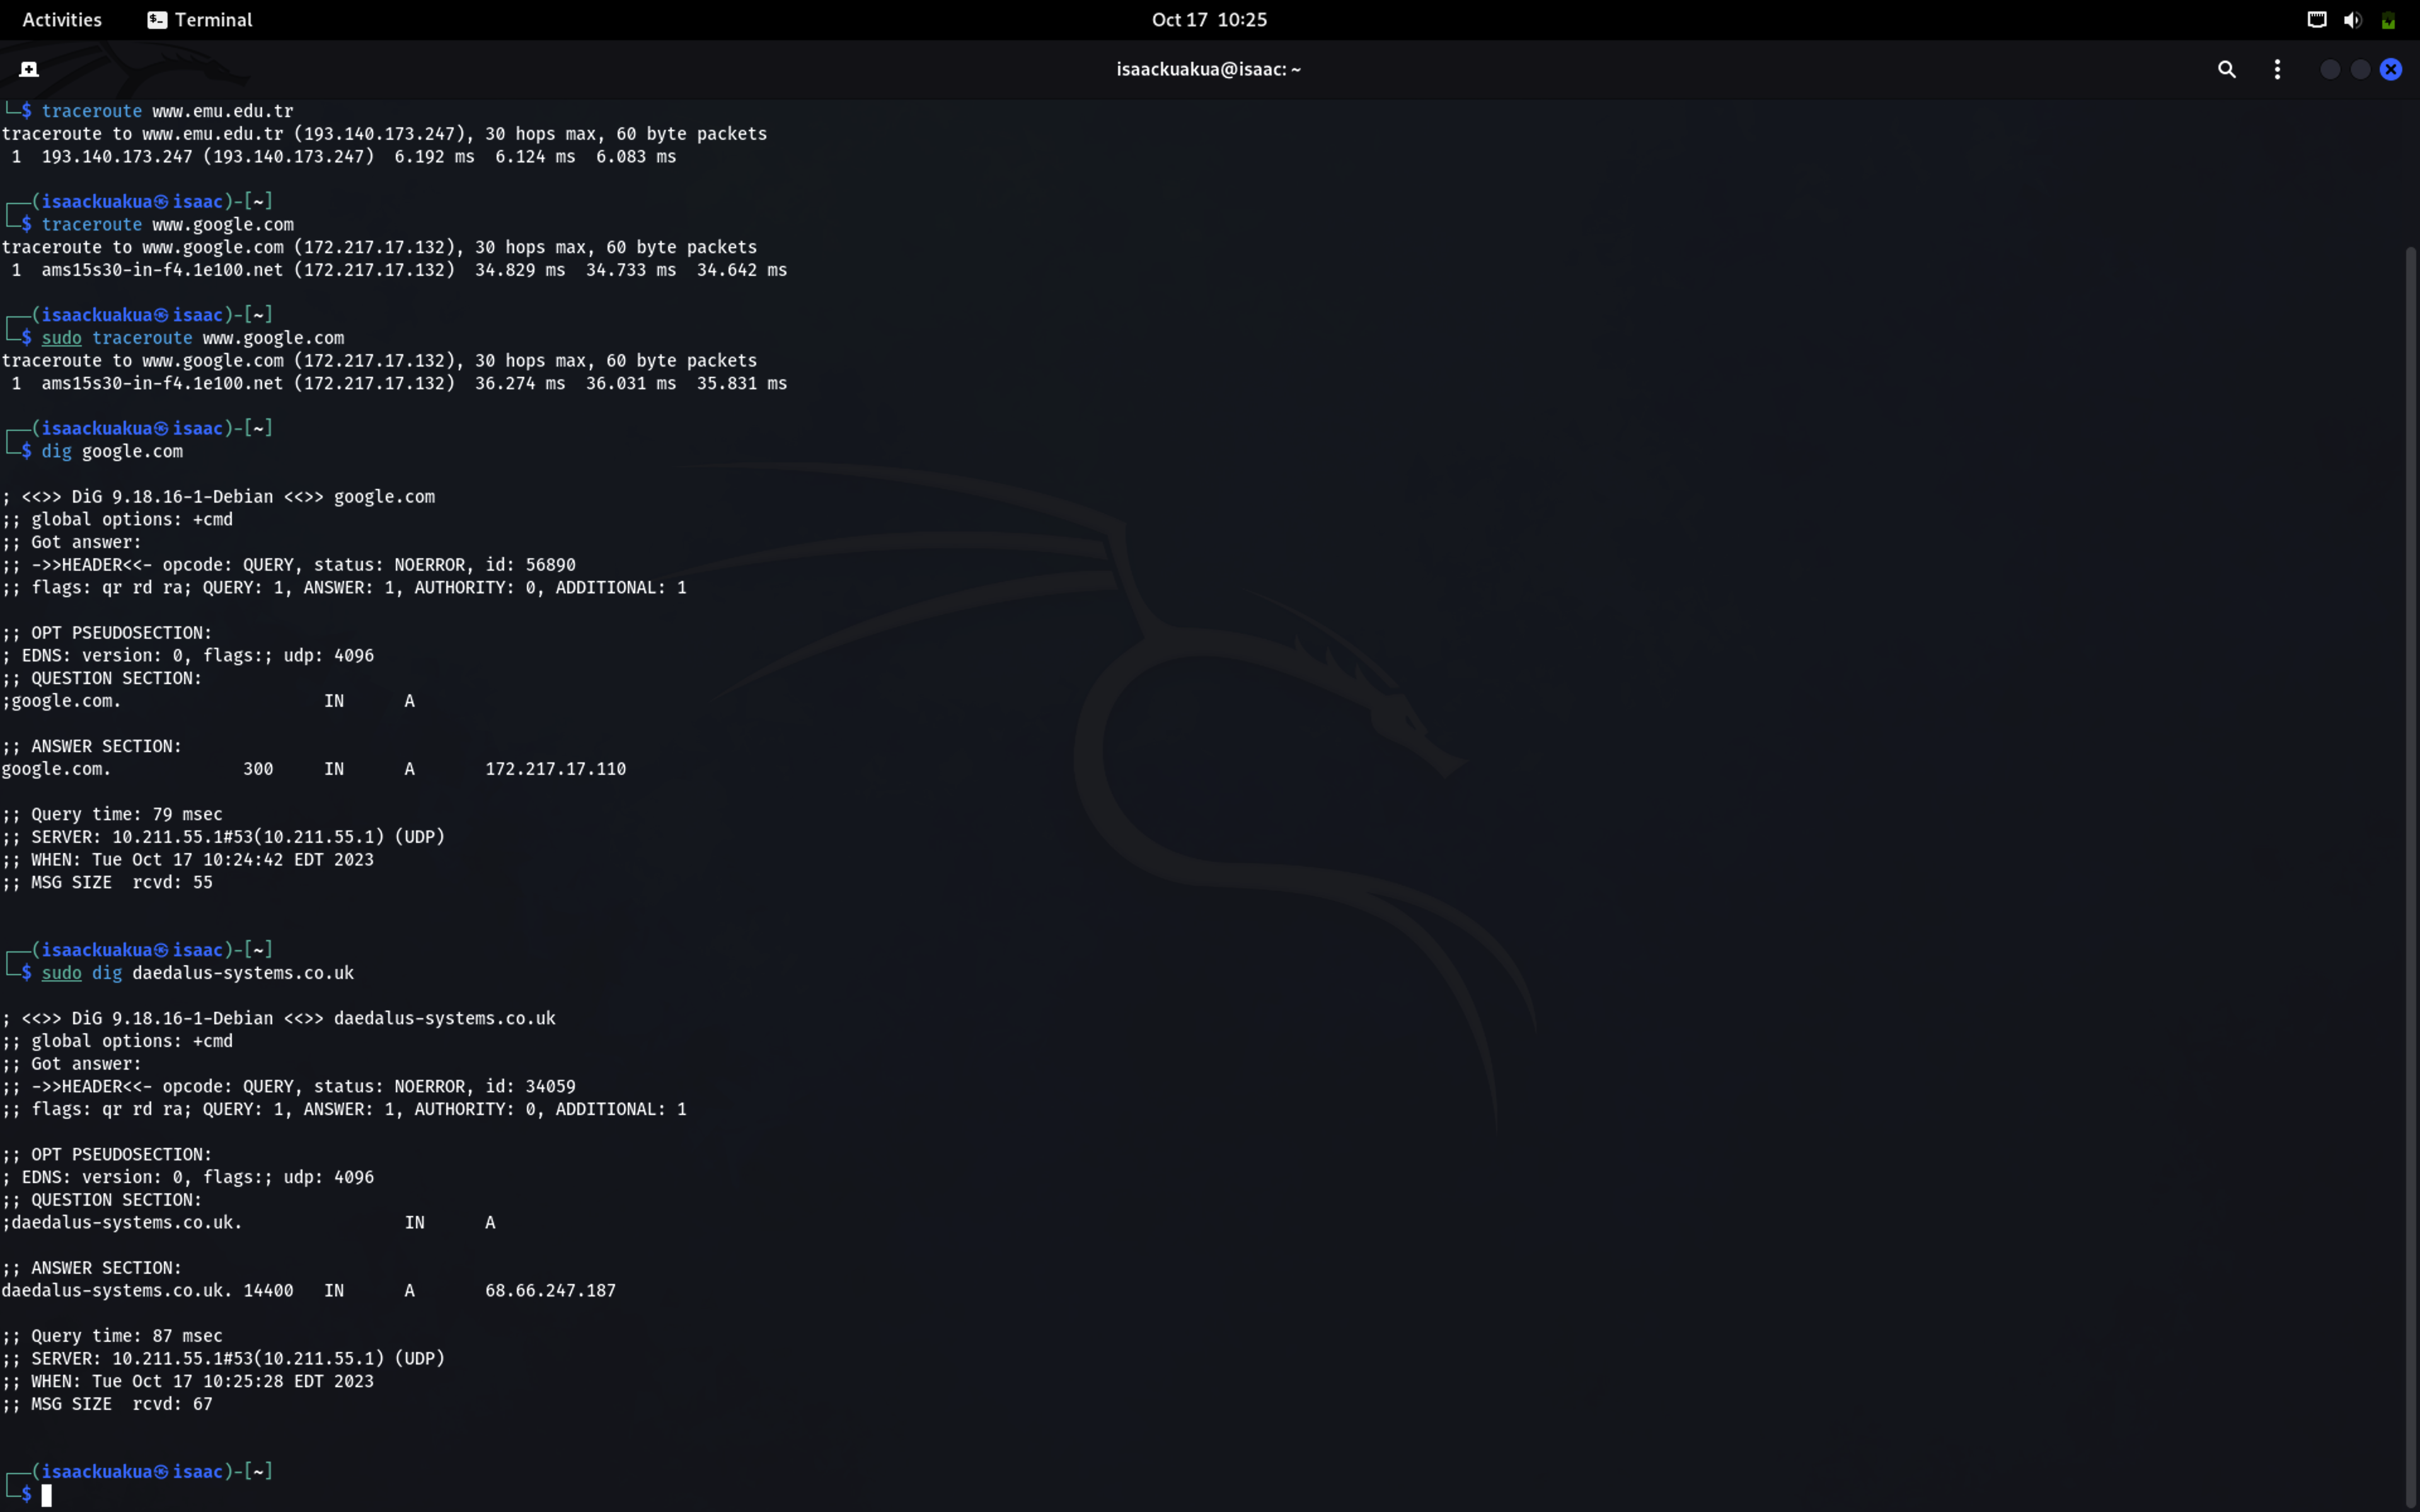 Activities Terminal Oct 17 10:25
isaackuakua@isaac: ~
└─$ traceroute www.emu.edu.tr
traceroute to www.emu.edu.tr (193.140.173.247), 30 hops max, 60 byte packets
 1  193.140.173.247 (193.140.173.247)  6.192 ms  6.124 ms  6.083 ms
┌──(isaackuakua㉿isaac)-[~]
└─$ traceroute www.google.com
traceroute to www.google.com (172.217.17.132), 30 hops max, 60 byte packets
 1  ams15s30-in-f4.1e100.net (172.217.17.132)  34.829 ms  34.733 ms  34.642 ms
┌──(isaackuakua㉿isaac)-[~]
└─$ sudo traceroute www.google.com
traceroute to www.google.com (172.217.17.132), 30 hops max, 60 byte packets
 1  ams15s30-in-f4.1e100.net (172.217.17.132)  36.274 ms  36.031 ms  35.831 ms
┌──(isaackuakua㉿isaac)-[~]
└─$ dig google.com
; <<>> DiG 9.18.16-1-Debian <<>> google.com
;; global options: +cmd
;; Got answer:
;; ->>HEADER<<- opcode: QUERY, status: NOERROR, id: 56890
;; flags: qr rd ra; QUERY: 1, ANSWER: 1, AUTHORITY: 0, ADDITIONAL: 1
;; OPT PSEUDOSECTION:
; EDNS: version: 0, flags:; udp: 4096
;; QUESTION SECTION:
;google.com. IN A
;; ANSWER SECTION:
google.com. 300 IN A 172.217.17.110
;; Query time: 79 msec
;; SERVER: 10.211.55.1#53(10.211.55.1) (UDP)
;; WHEN: Tue Oct 17 10:24:42 EDT 2023
;; MSG SIZE  rcvd: 55
┌──(isaackuakua㉿isaac)-[~]
└─$ sudo dig daedalus-systems.co.uk
; <<>> DiG 9.18.16-1-Debian <<>> daedalus-systems.co.uk
;; global options: +cmd
;; Got answer:
;; ->>HEADER<<- opcode: QUERY, status: NOERROR, id: 34059
;; flags: qr rd ra; QUERY: 1, ANSWER: 1, AUTHORITY: 0, ADDITIONAL: 1
;; OPT PSEUDOSECTION:
; EDNS: version: 0, flags:; udp: 4096
;; QUESTION SECTION:
;daedalus-systems.co.uk. IN A
;; ANSWER SECTION:
daedalus-systems.co.uk. 14400 IN A 68.66.247.187
;; Query time: 87 msec
;; SERVER: 10.211.55.1#53(10.211.55.1) (UDP)
;; WHEN: Tue Oct 17 10:25:28 EDT 2023
;; MSG SIZE  rcvd: 67
┌──(isaackuakua㉿isaac)-[~]
└─$